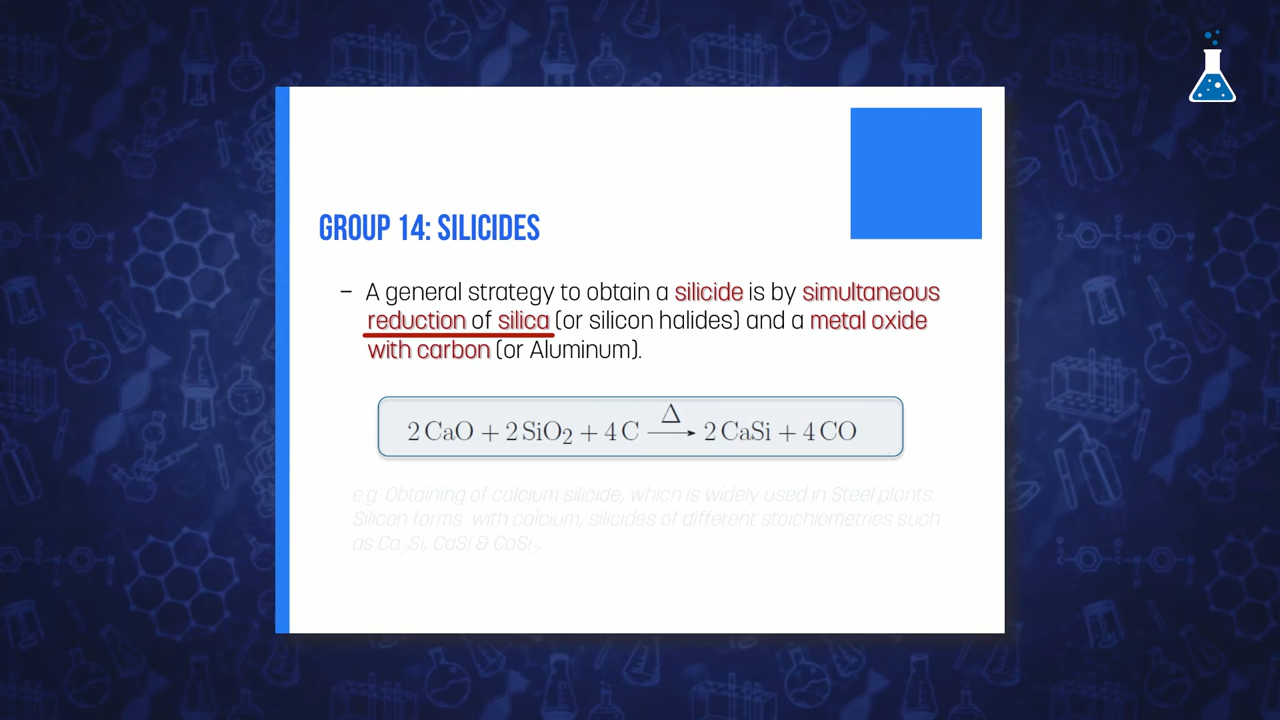 GROUP 14: SILICIDES
– A general strategy to obtain a silicide is by simultaneous
reduction of silica (or silicon halides) and a metal oxide
with carbon (or Aluminum).
2 CaO + 2 SiO₂ + 4 C —Δ→ 2 CaSi + 4 CO
e.g. Obtaining of calcium silicide, which is widely used in Steel plants.
Silicon forms with calcium, silicides of different stoichiometries such
as Ca₂Si, CaSi & CaSi₂.